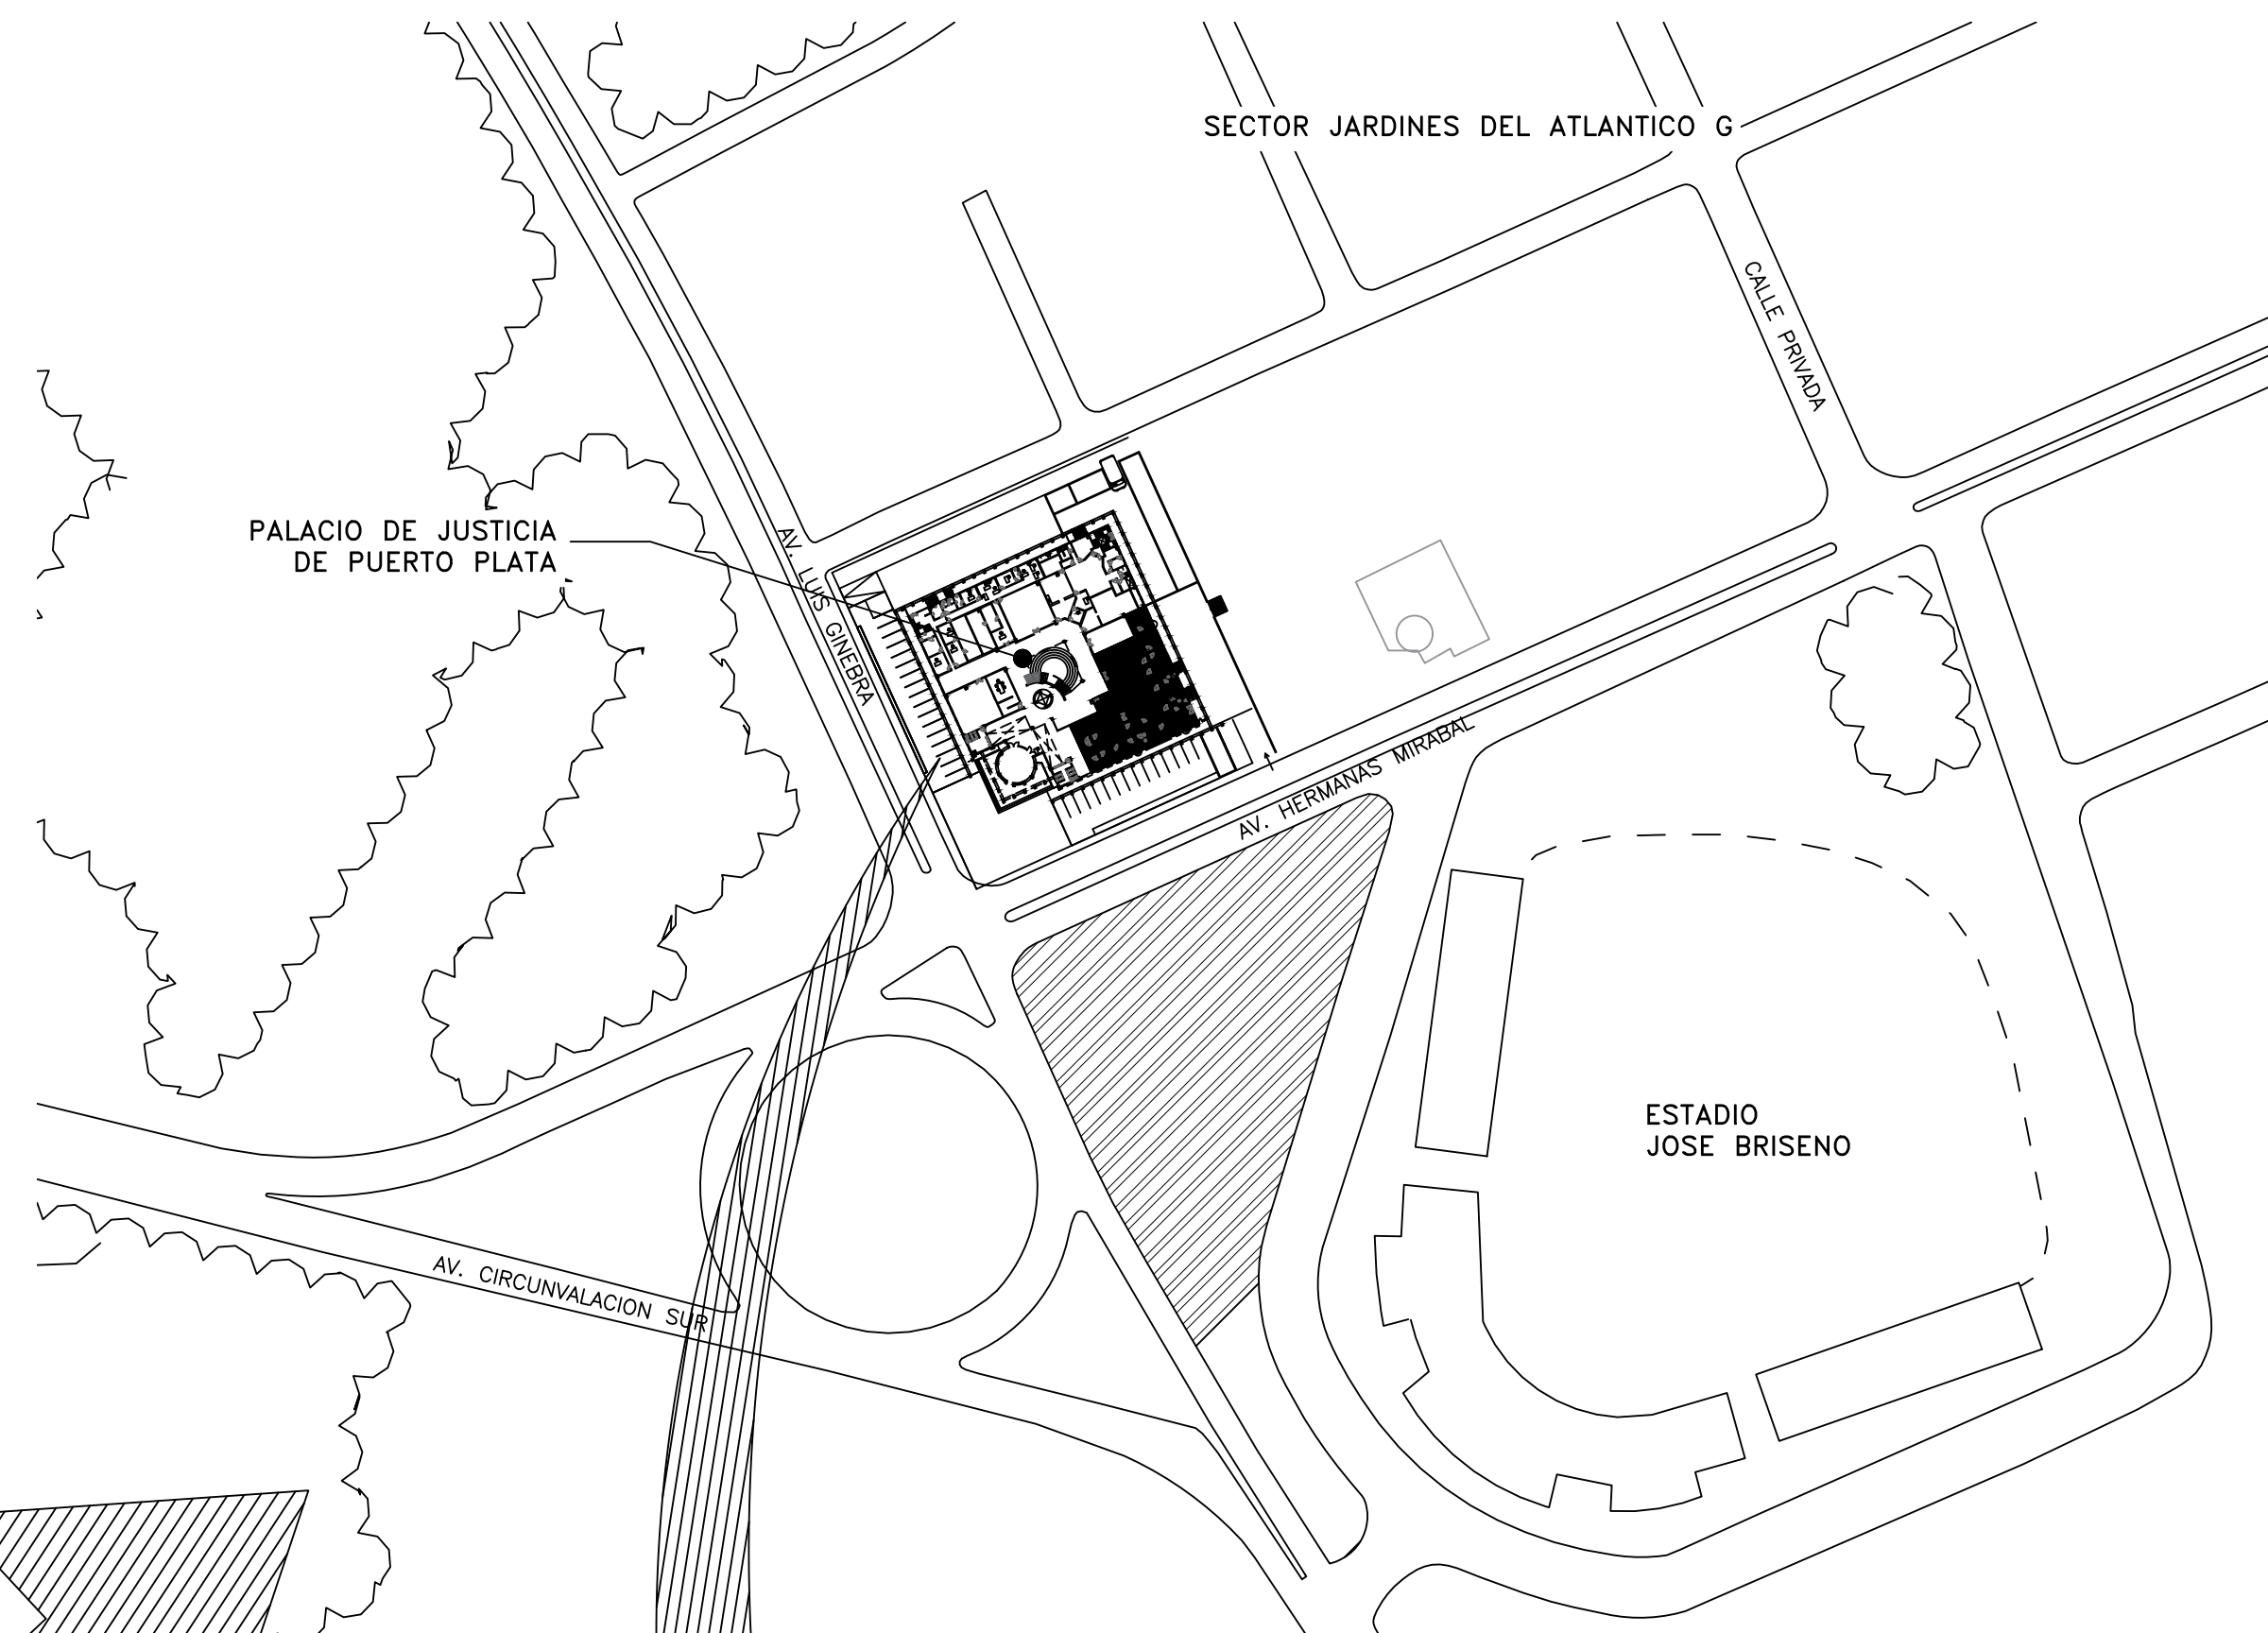 SECTOR JARDINES DEL ATLANTICO G
CALLE PRIVADA
PALACIO DE JUSTICIA
DE PUERTO PLATA
AV. LUIS GINEBRA
AV. HERMANAS MIRABAL
ESTADIO
JOSE BRISENO
AV. CIRCUNVALACION SUR